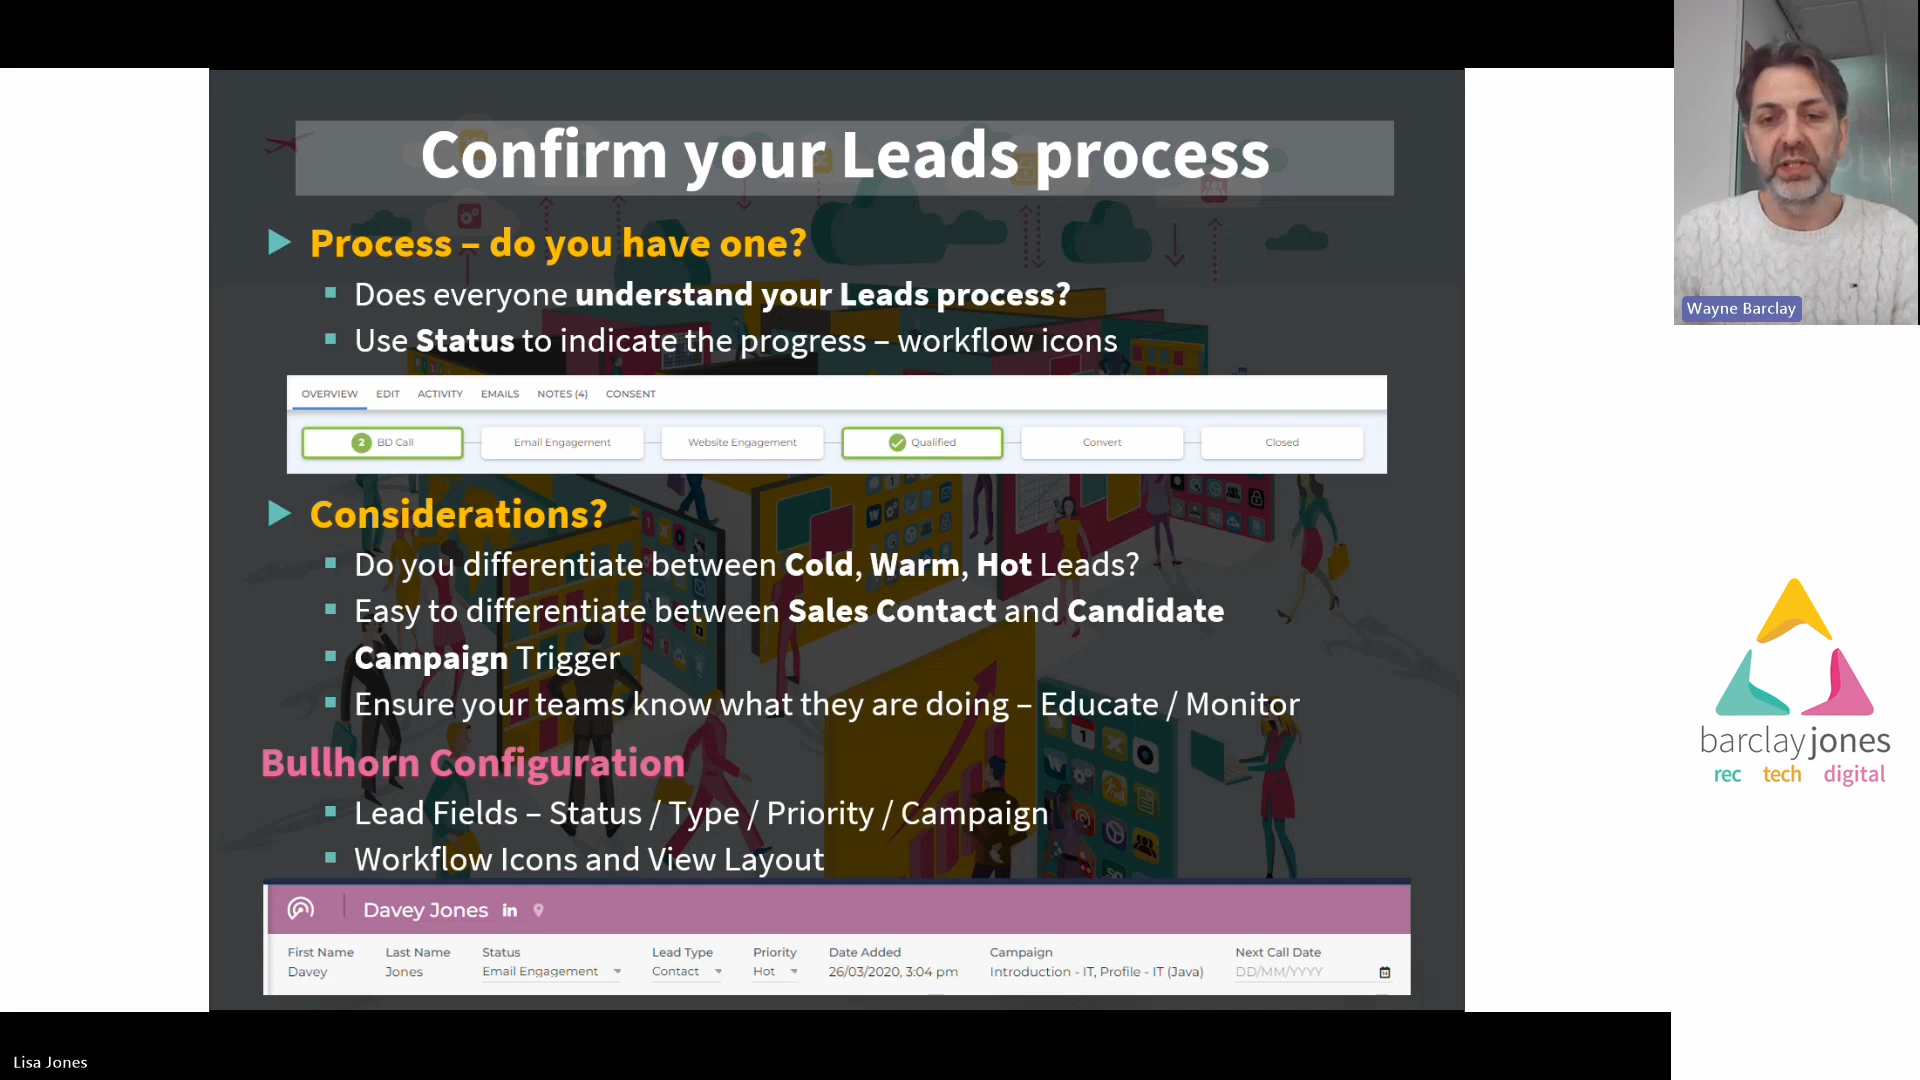 Confirm your Leads process
Process – do you have one?
Does everyone understand your Leads process?
Use Status to indicate the progress – workflow icons
OVERVIEW EDIT ACTIVITY EMAILS NOTES (4) CONSENT
2 BD Call Email Engagement Website Engagement Qualified Convert Closed
Considerations?
Do you differentiate between Cold, Warm, Hot Leads?
Easy to differentiate between Sales Contact and Candidate
Campaign Trigger
Ensure your teams know what they are doing – Educate / Monitor
Bullhorn Configuration
Lead Fields – Status / Type / Priority / Campaign
Workflow Icons and View Layout
Davey Jones in
First Name Last Name Status Lead Type Priority Date Added Campaign Next Call Date
Davey Jones Email Engagement Contact Hot 26/03/2020, 3:04 pm Introduction - IT, Profile - IT (Java) DD/MM/YYYY
Wayne Barclay
barclayjones
rec tech digital
Lisa Jones